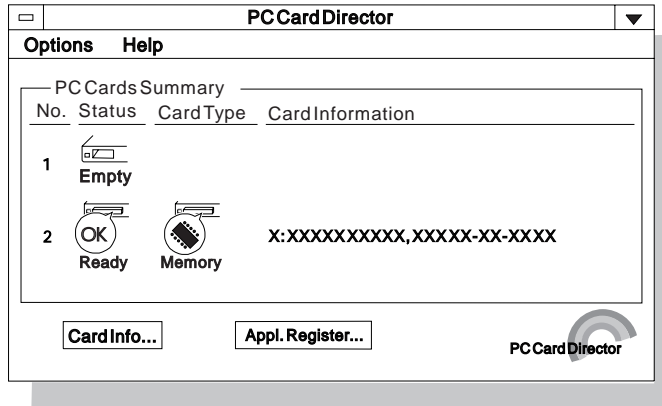 PC Card Director
Options Help
PC Cards Summary
No. Status Card Type Card Information
1
Empty
2 OK X:XXXXXXXXXX,XXXXX-XX-XXXX
Ready Memory
Card Info... Appl. Register...
PC Card Director